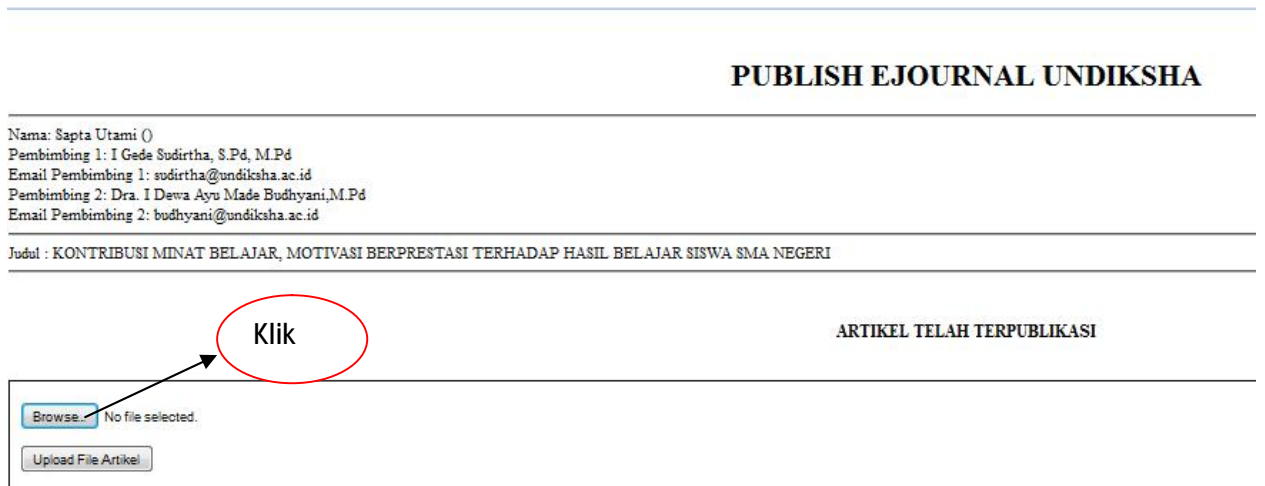 PUBLISH EJOURNAL UNDIKSHA
Nama: Sapta Utami ()
Pembimbing 1: I Gede Sudirtha, S.Pd, M.Pd
Email Pembimbing 1: sudirtha@undiksha.ac.id
Pembimbing 2: Dra. I Dewa Ayu Made Budhyani,M.Pd
Email Pembimbing 2: budhyani@undiksha.ac.id
Judul : KONTRIBUSI MINAT BELAJAR, MOTIVASI BERPRESTASI TERHADAP HASIL BELAJAR SISWA SMA NEGERI
Klik
ARTIKEL TELAH TERPUBLIKASI
Browse... No file selected.
Upload File Artikel